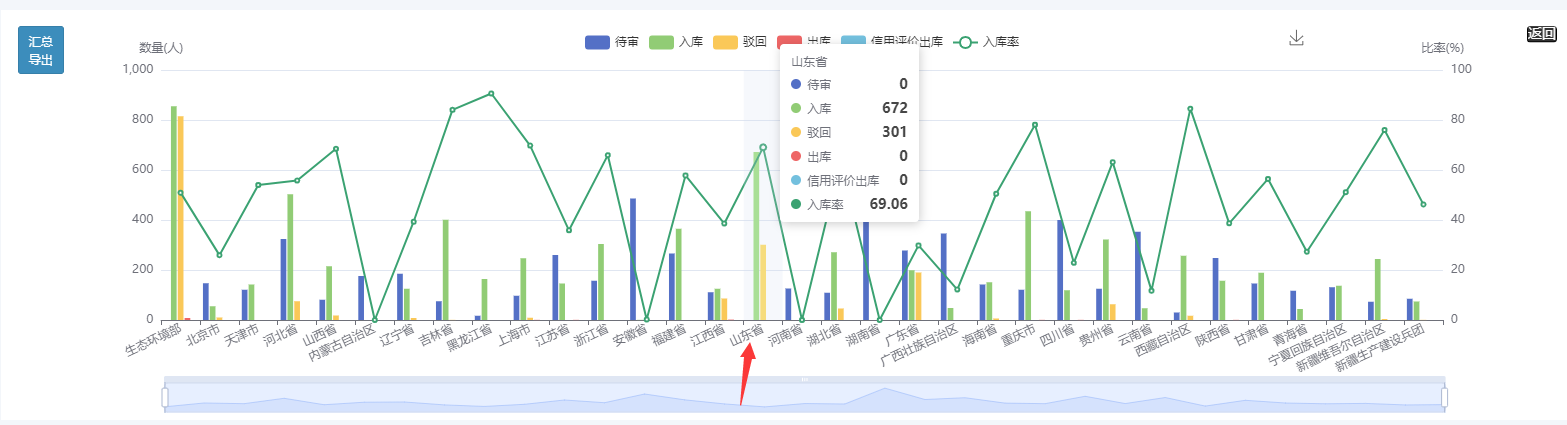 汇总
导出
数量(人)
待审
入库
驳回
出库
信用评价出库
入库率
返回
比率(%)
山东省
待审 0
入库 672
驳回 301
出库 0
信用评价出库 0
入库率 69.06
1,000
800
600
400
200
0
100
80
60
40
20
0
生态环境部
北京市
天津市
河北省
山西省
内蒙古自治区
辽宁省
吉林省
黑龙江省
上海市
江苏省
浙江省
安徽省
福建省
江西省
山东省
河南省
湖北省
湖南省
广东省
广西壮族自治区
海南省
重庆市
四川省
贵州省
云南省
西藏自治区
陕西省
甘肃省
青海省
宁夏回族自治区
新疆维吾尔自治区
新疆生产建设兵团